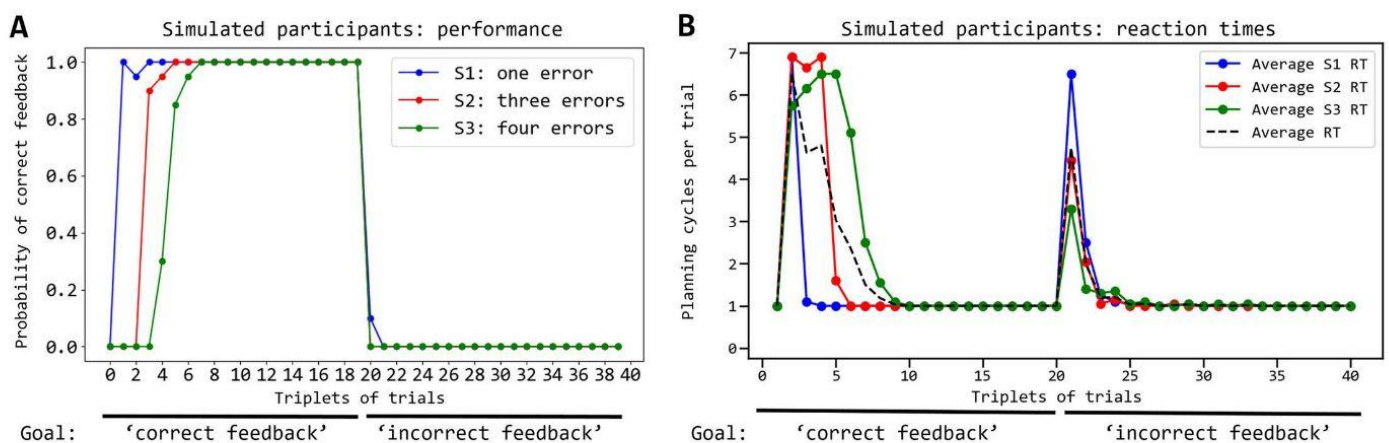 A
Simulated participants: performance
Probability of correct feedback
1.0
0.8
0.6
0.4
0.2
0.0
S1: one error
S2: three errors
S3: four errors
0 2 4 6 8 10 12 14 16 18 20 22 24 26 28 30 32 34 36 38 40
Triplets of trials
Goal: ‘correct feedback’ ‘incorrect feedback’
B
Simulated participants: reaction times
Planning cycles per trial
7
6
5
4
3
2
1
0
Average S1 RT
Average S2 RT
Average S3 RT
Average RT
0 5 10 15 20 25 30 35 40
Triplets of trials
Goal: ‘correct feedback’ ‘incorrect feedback’